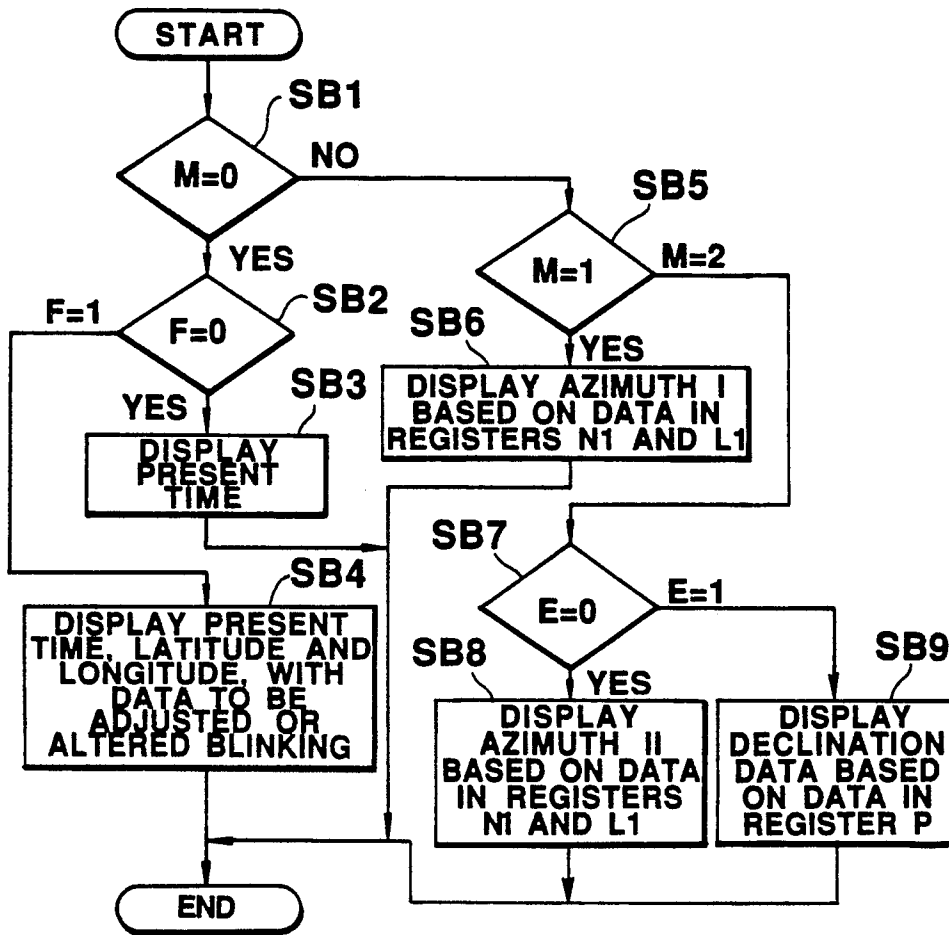 START
SB1
M=0
NO
YES
SB5
M=1
M=2
SB2
F=1
F=0
SB6
YES
DISPLAY AZIMUTH I
BASED ON DATA IN
REGISTERS N1 AND L1
YES
SB3
DISPLAY
PRESENT
TIME
SB7
E=0
E=1
SB4
DISPLAY PRESENT
TIME, LATITUDE AND
LONGITUDE, WITH
DATA TO BE
ADJUSTED OR
ALTERED BLINKING
SB8
YES
DISPLAY
AZIMUTH II
BASED ON DATA
IN REGISTERS
N1 AND L1
SB9
DISPLAY
DECLINATION
DATA BASED
ON DATA IN
REGISTER P
END